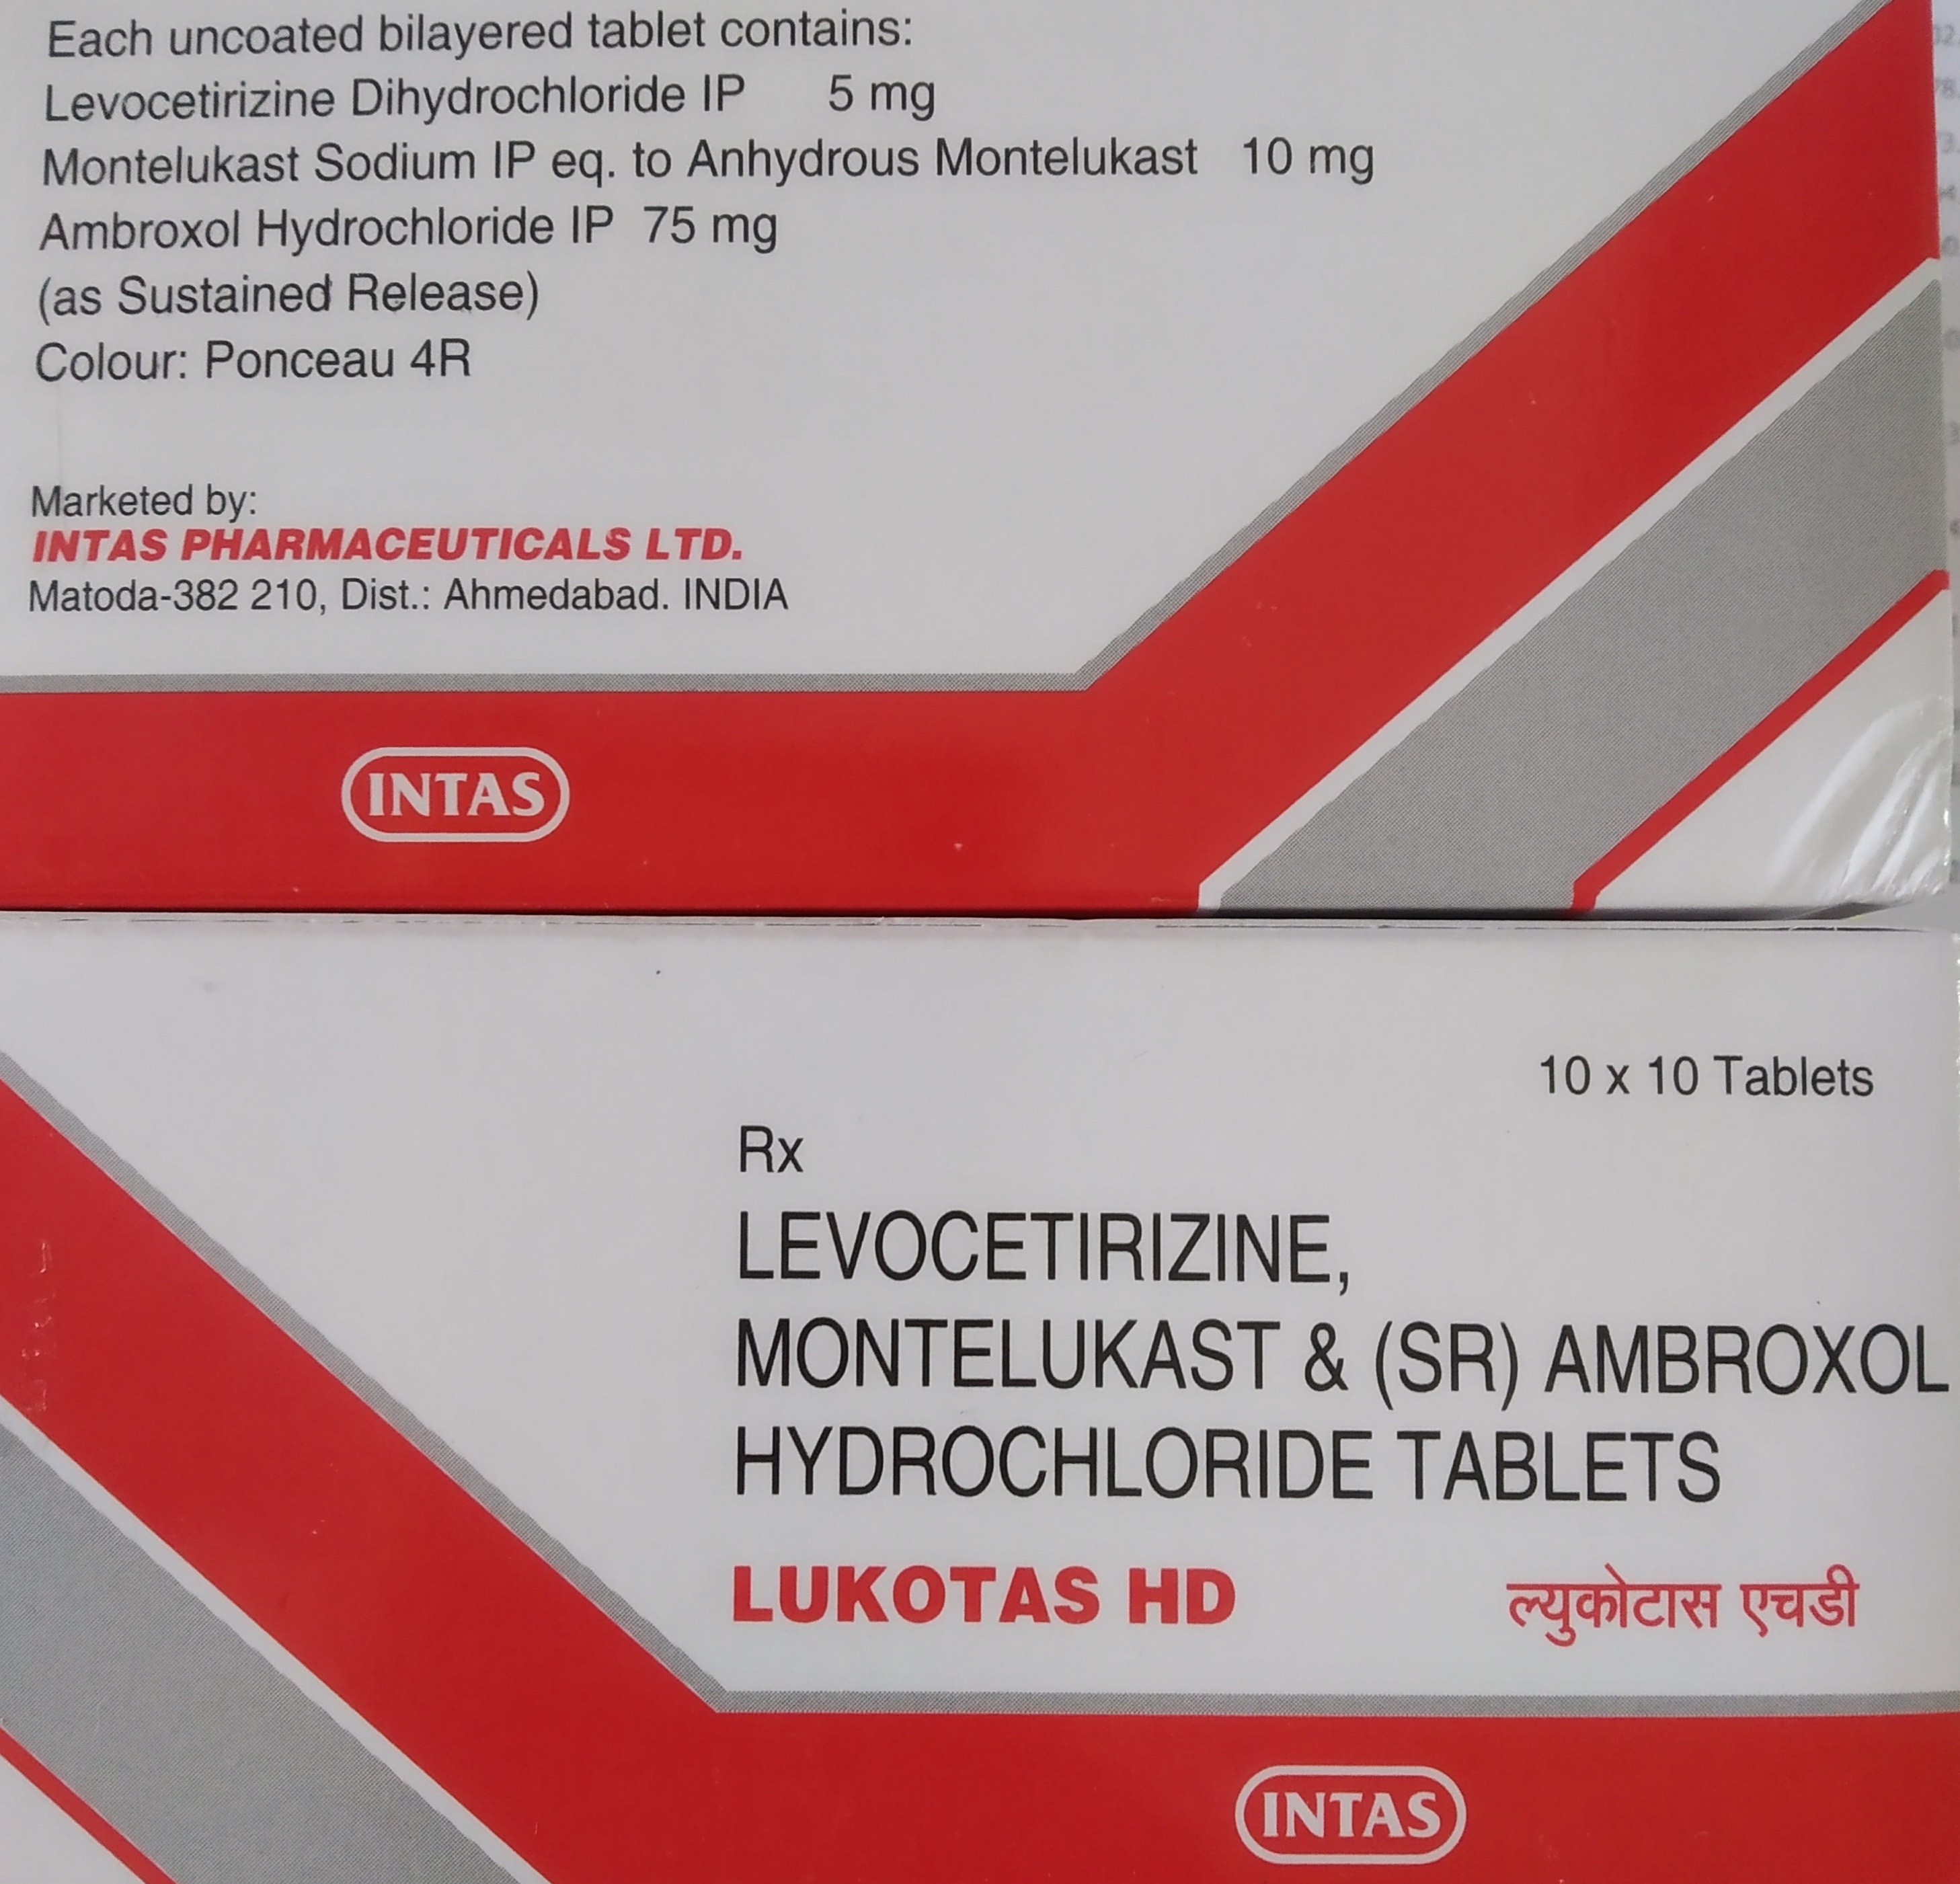 Each uncoated bilayered tablet contains:
Levocetirizine Dihydrochloride IP 5 mg
Montelukast Sodium IP eq. to Anhydrous Montelukast 10 mg
Ambroxol Hydrochloride IP 75 mg
(as Sustained Release)
Colour: Ponceau 4R
Marketed by:
INTAS PHARMACEUTICALS LTD.
Matoda-382 210, Dist.: Ahmedabad. INDIA
INTAS
10 x 10 Tablets
Rx
LEVOCETIRIZINE,
MONTELUKAST & (SR) AMBROXOL
HYDROCHLORIDE TABLETS
LUKOTAS HD ल्युकोटास एचडी
INTAS